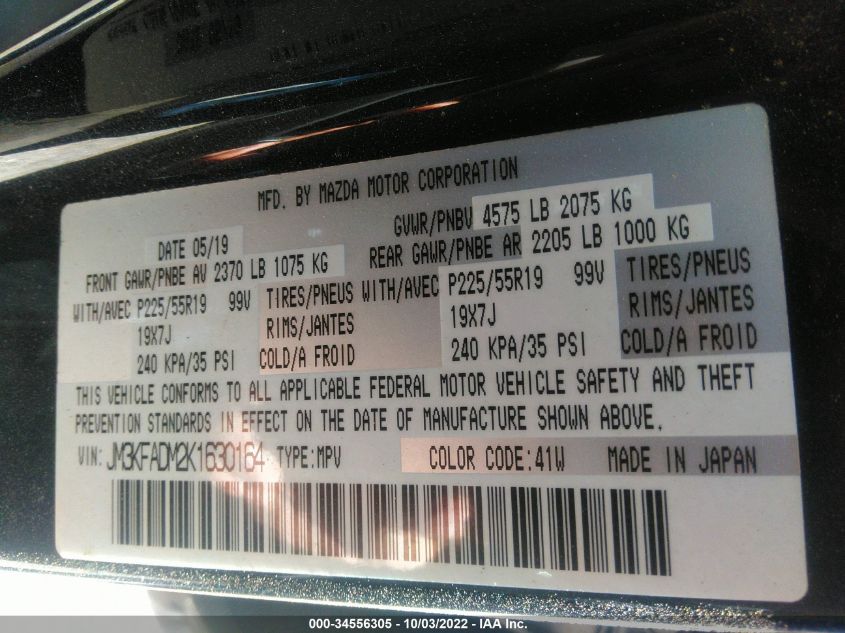 MFD. BY MAZDA MOTOR CORPORATION
DATE 05/19 GVWR/PNBV 4575 LB 2075 KG
FRONT GAWR/PNBE AV 2370 LB 1075 KG REAR GAWR/PNBE AR 2205 LB 1000 KG
WITH/AVEC P225/55R19 99V TIRES/PNEUS WITH/AVEC P225/55R19 99V TIRES/PNEUS
19X7J RIMS/JANTES 19X7J RIMS/JANTES
240 KPA/35 PSI COLD/A FROID 240 KPA/35 PSI COLD/A FROID
THIS VEHICLE CONFORMS TO ALL APPLICABLE FEDERAL MOTOR VEHICLE SAFETY AND THEFT
PREVENTION STANDARDS IN EFFECT ON THE DATE OF MANUFACTURE SHOWN ABOVE.
VIN: JM3KFADM2K1630164 TYPE:MPV COLOR CODE:41W MADE IN JAPAN
000-34556305 - 10/03/2022 - IAA Inc.